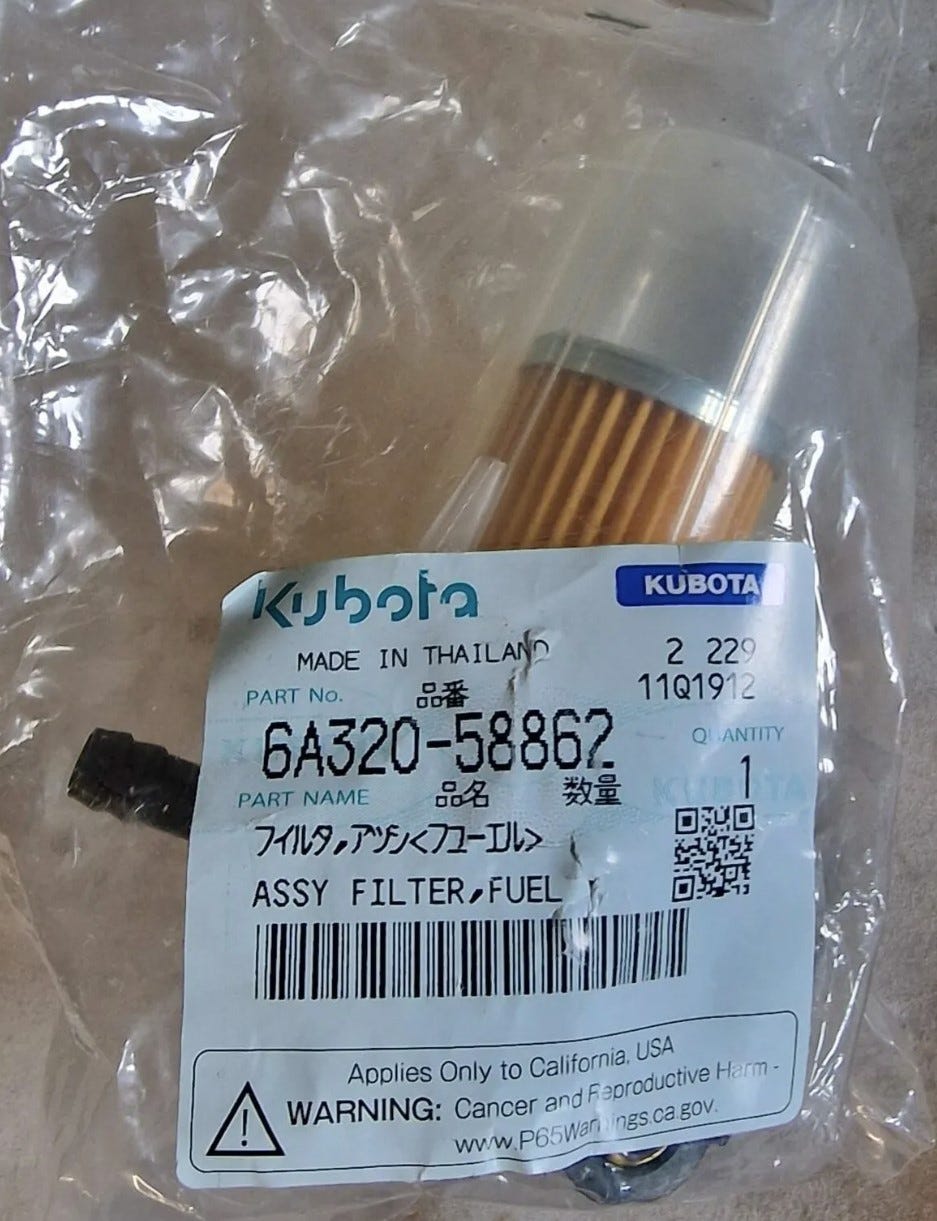 Kubota
KUBOTA
MADE IN THAILAND
2 229
11Q1912
PART No.
品番
6A320-58862
QUANTITY
1
PART NAME
品名
数量
フイルタ,アツシ<フユーエル>
ASSY FILTER,FUEL
Applies Only to California, USA
WARNING: Cancer and Reproductive Harm -
www.P65Warnings.ca.gov.